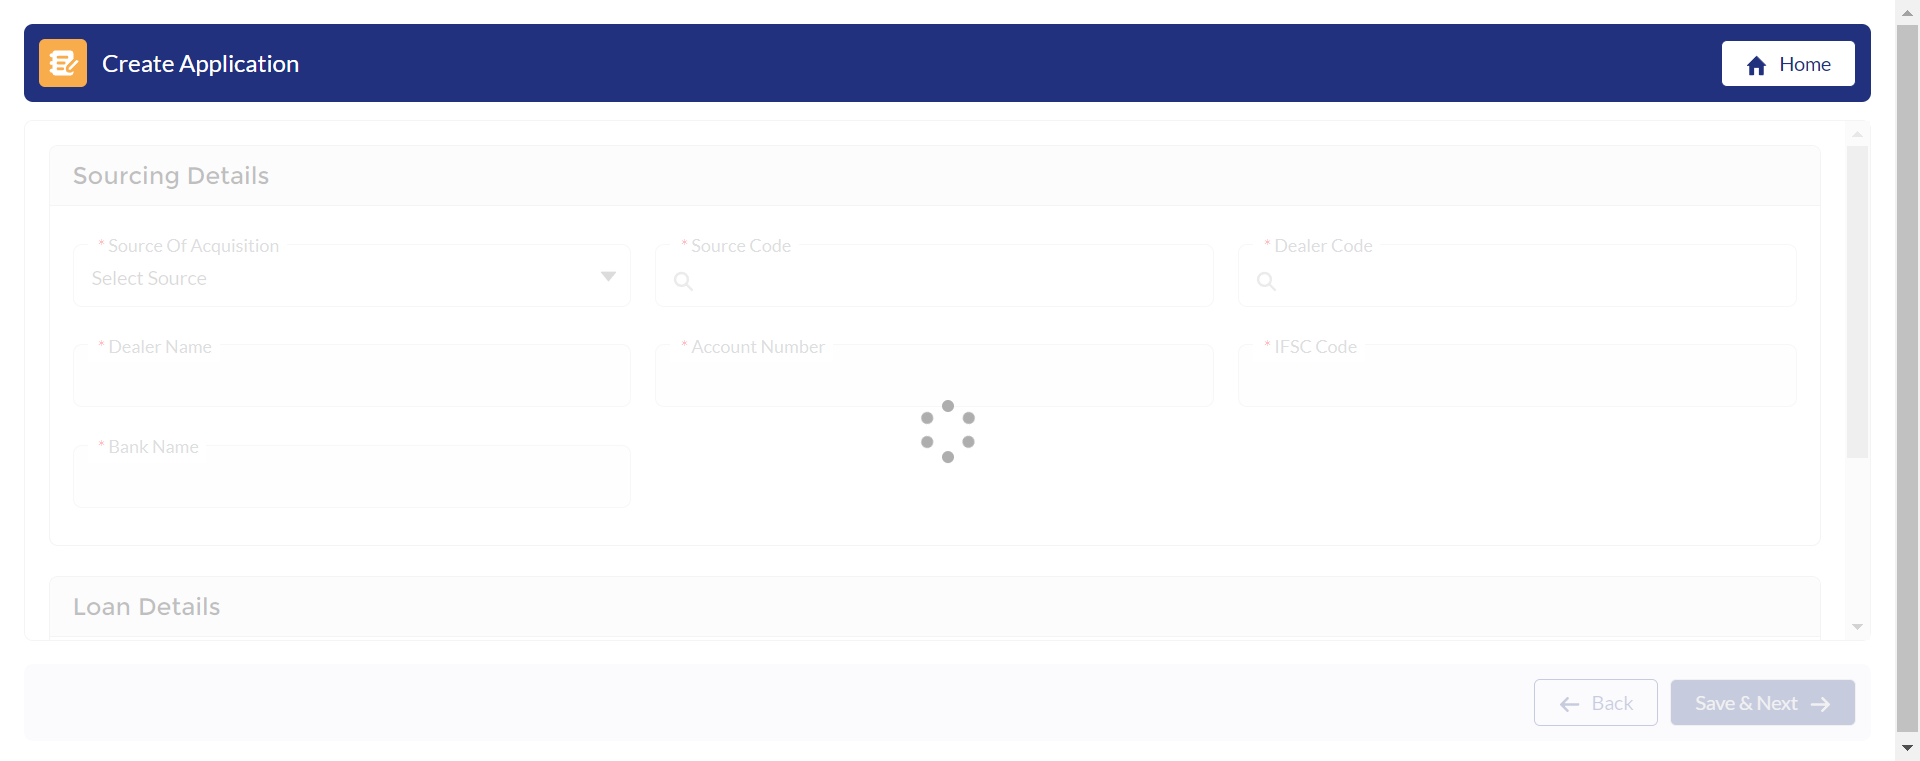 Create Application
Home
Sourcing Details
* Source Of Acquisition
Select Source
* Source Code
* Dealer Code
* Dealer Name
* Account Number
* IFSC Code
* Bank Name
Loan Details
Back
Save & Next